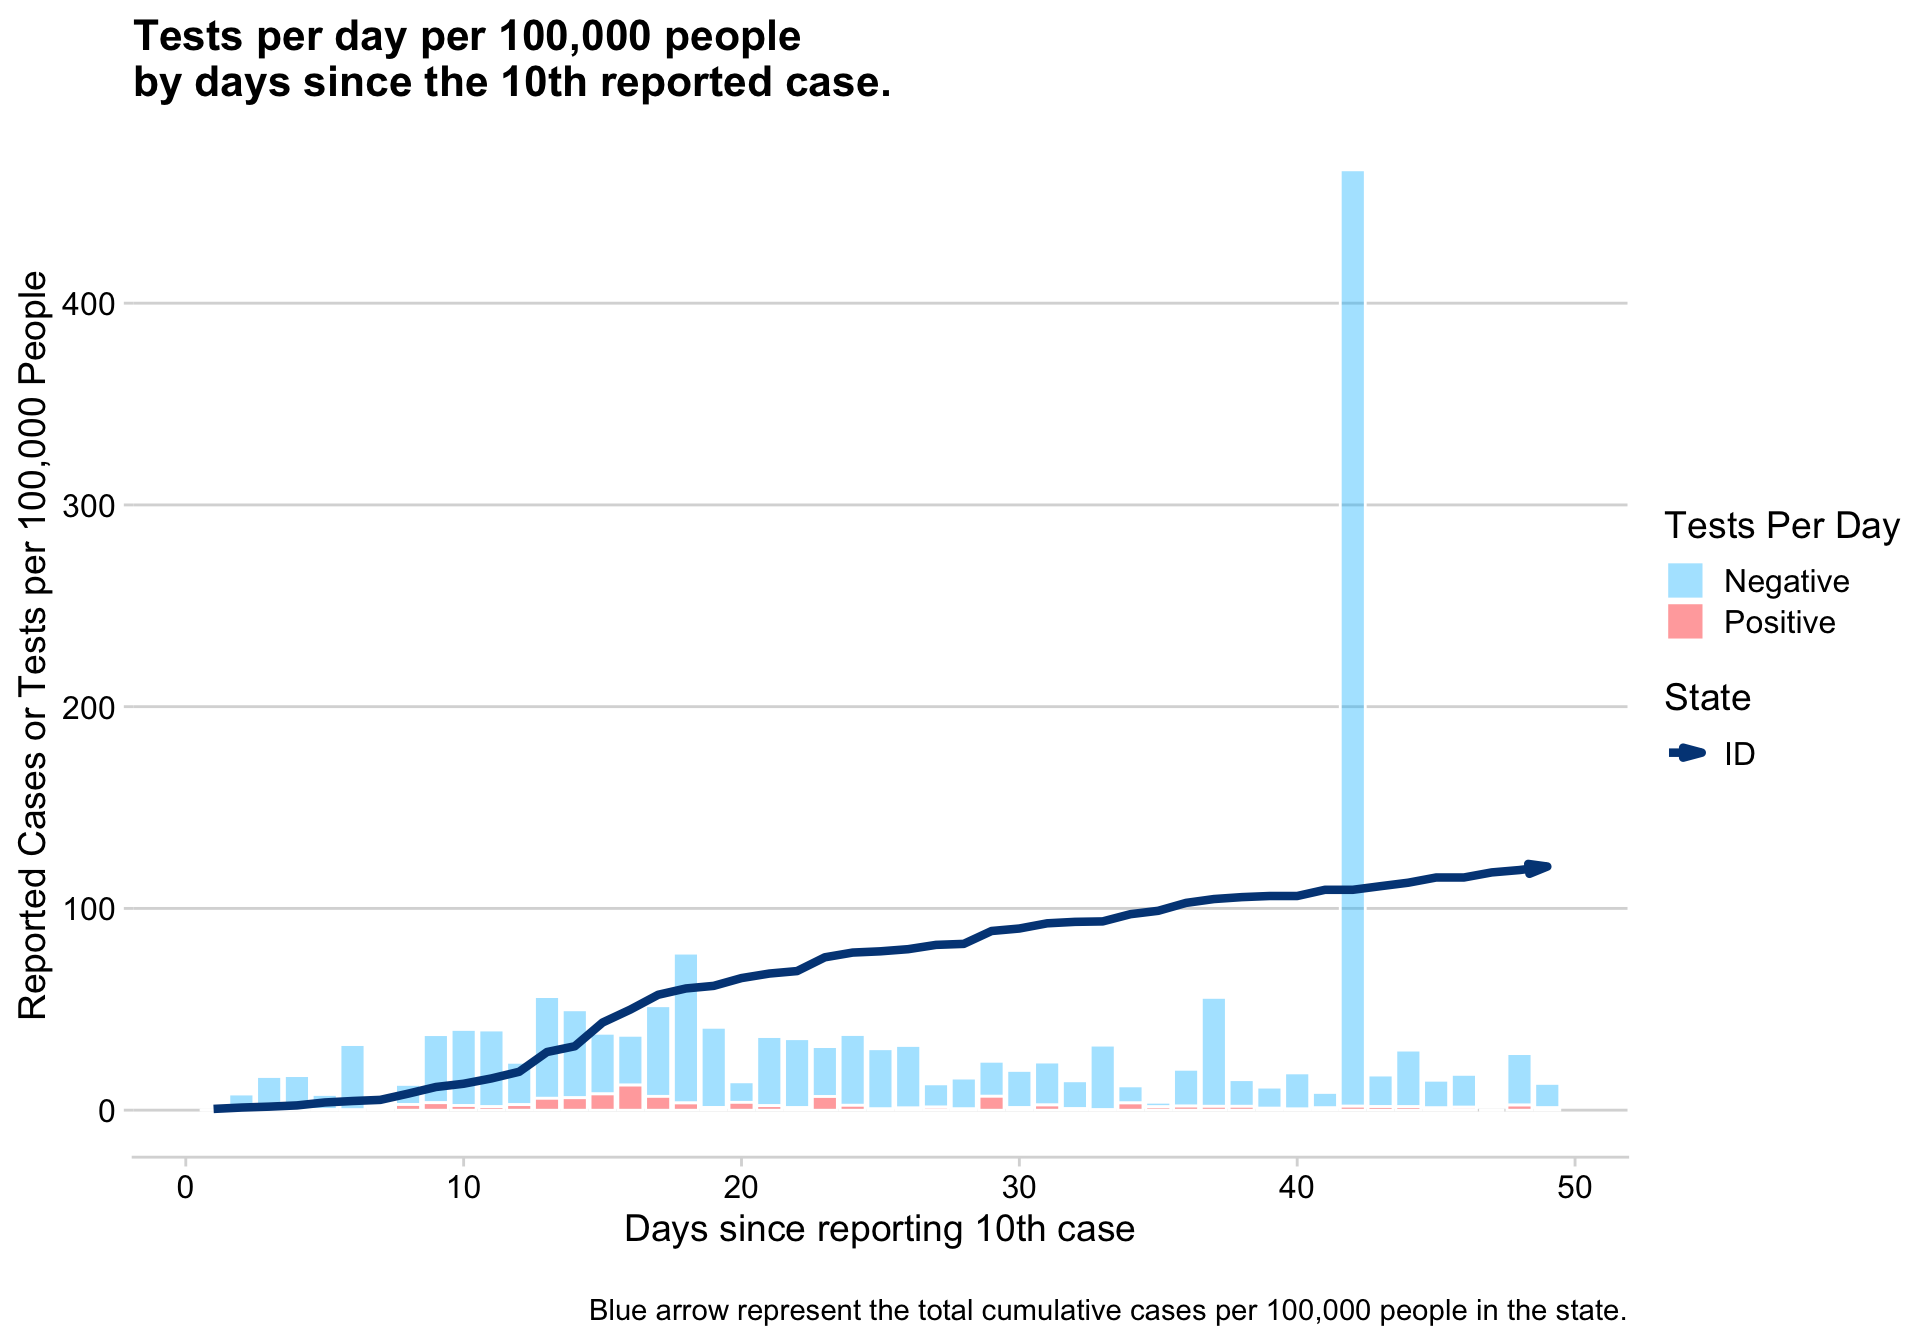 Tests per day per 100,000 people
by days since the 10th reported case.
Reported Cases or Tests per 100,000 People
400
300
200
100
0
0 10 20 30 40 50
Days since reporting 10th case
Tests Per Day
Negative
Positive
State
ID
Blue arrow represent the total cumulative cases per 100,000 people in the state.